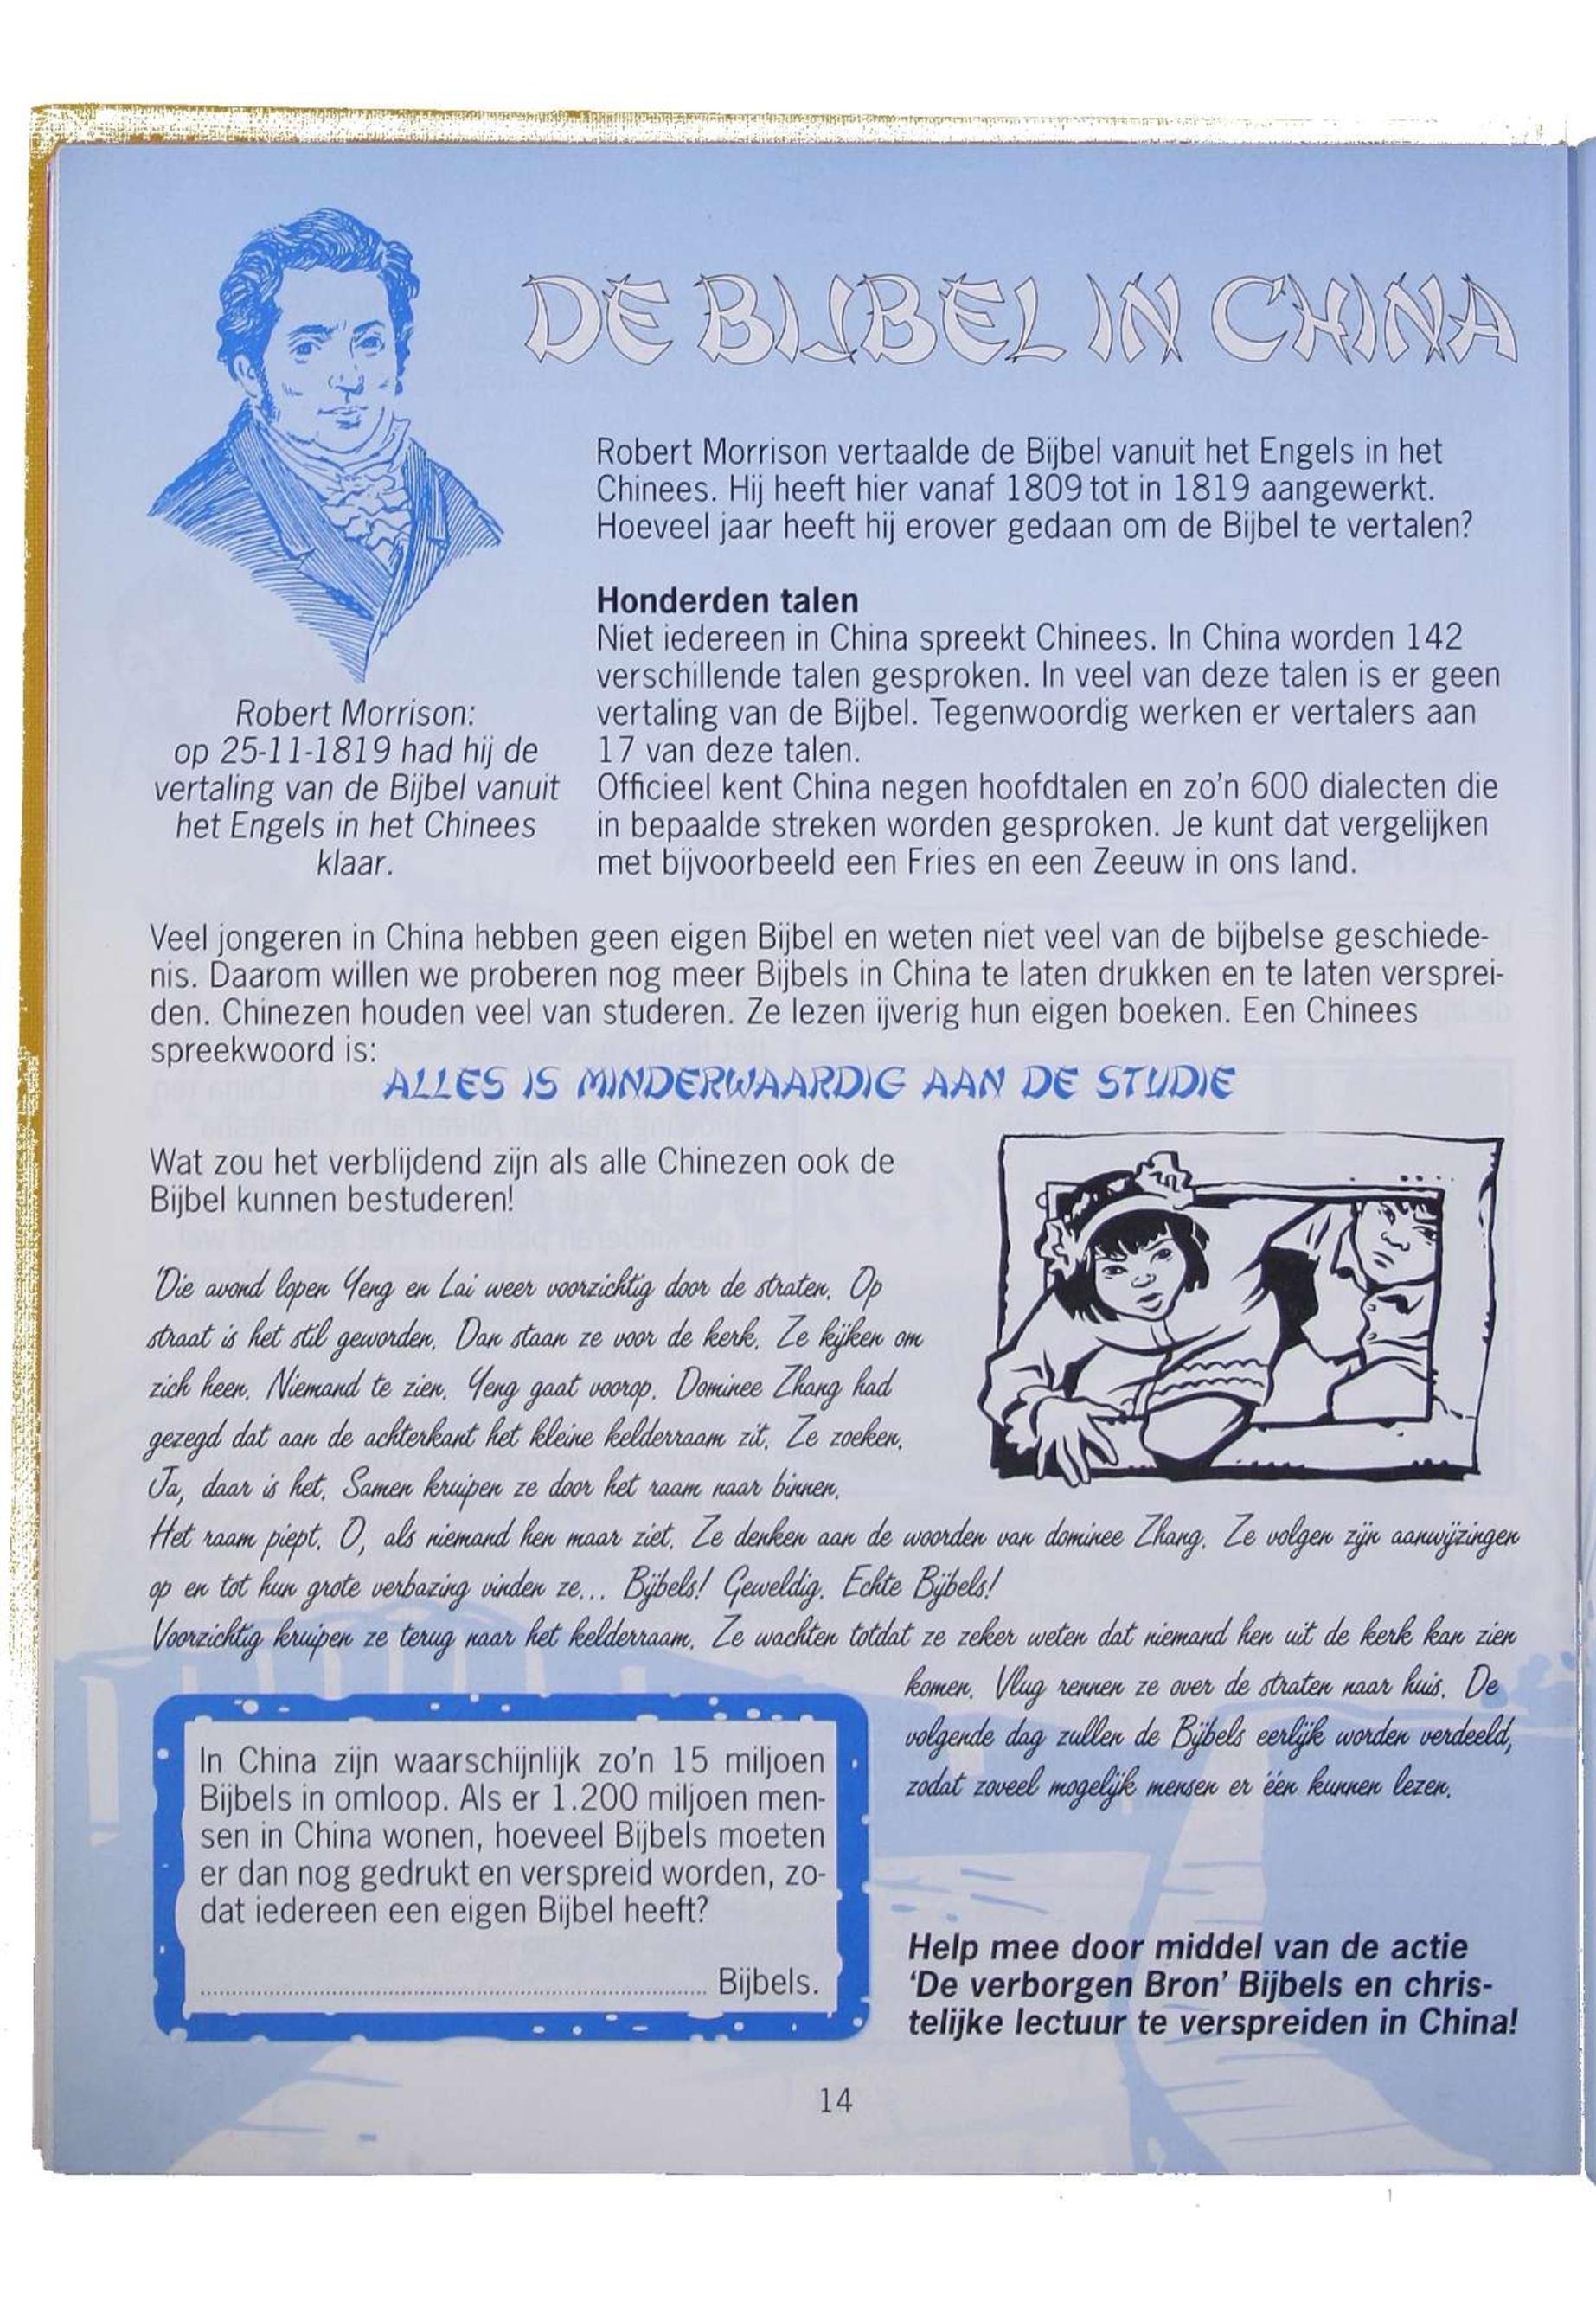 DE BIJBEL IN CHINA
Robert Morrison vertaalde de Bijbel vanuit het Engels in het
Chinees. Hij heeft hier vanaf 1809 tot in 1819 aangewerkt.
Hoeveel jaar heeft hij erover gedaan om de Bijbel te vertalen?
Honderden talen
Niet iedereen in China spreekt Chinees. In China worden 142
verschillende talen gesproken. In veel van deze talen is er geen
vertaling van de Bijbel. Tegenwoordig werken er vertalers aan
17 van deze talen.
Officieel kent China negen hoofdtalen en zo'n 600 dialecten die
in bepaalde streken worden gesproken. Je kunt dat vergelijken
met bijvoorbeeld een Fries en een Zeeuw in ons land.
Robert Morrison:
op 25-11-1819 had hij de
vertaling van de Bijbel vanuit
het Engels in het Chinees
klaar.
Veel jongeren in China hebben geen eigen Bijbel en weten niet veel van de bijbelse geschiede-
nis. Daarom willen we proberen nog meer Bijbels in China te laten drukken en te laten versprei-
den. Chinezen houden veel van studeren. Ze lezen ijverig hun eigen boeken. Een Chinees
spreekwoord is:
ALLES IS MINDERWAARDIG AAN DE STUDIE
Wat zou het verblijdend zijn als alle Chinezen ook de
Bijbel kunnen bestuderen!
'Die avond lopen Yeng en Lai weer voorzichtig door de straten. Op
straat is het stil geworden. Dan staan ze voor de kerk. Ze kijken om
zich heen. Niemand te zien. Yeng gaat voorop. Dominee Zhang had
gezegd dat aan de achterkant het kleine kelderraam zit. Ze zoeken.
Ja, daar is het. Samen kruipen ze door het raam naar binnen.
Het raam piept. O, als niemand hen maar ziet. Ze denken aan de woorden van dominee Zhang. Ze volgen zijn aanwijzingen
op en tot hun grote verbazing vinden ze... Bijbels! Geweldig. Echte Bijbels!
Voorzichtig kruipen ze terug naar het kelderraam. Ze wachten totdat ze zeker weten dat niemand hen uit de kerk kan zien
komen. Vlug rennen ze over de straten naar huis. De
volgende dag zullen de Bijbels eerlijk worden verdeeld,
zodat zoveel mogelijk mensen er één kunnen lezen.
In China zijn waarschijnlijk zo'n 15 miljoen
Bijbels in omloop. Als er 1.200 miljoen men-
sen in China wonen, hoeveel Bijbels moeten
er dan nog gedrukt en verspreid worden, zo-
dat iedereen een eigen Bijbel heeft?
.......................................................................... Bijbels.
Help mee door middel van de actie
'De verborgen Bron' Bijbels en chris-
telijke lectuur te verspreiden in China!
14